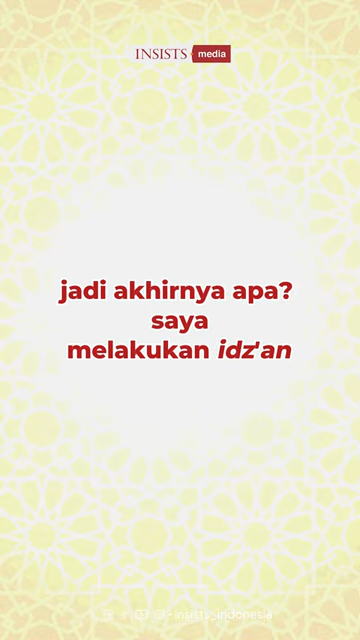 INSISTS media
jadi akhirnya apa?
saya
melakukan idz'an
insists_indonesia